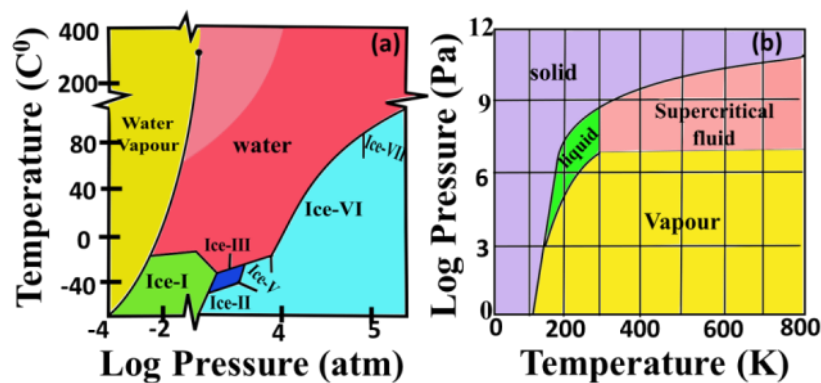 400
200
80
40
0
-40
Temperature (C⁰)
(a)
Water
Vapour
water
Ice-VII
Ice-VI
Ice-III
Ice-V
Ice-I
Ice-II
-4
-2
4
5
Log Pressure (atm)
12
9
6
3
0
Log Pressure (Pa)
(b)
solid
liquid
Supercritical
fluid
Vapour
0
200
400
600
800
Temperature (K)